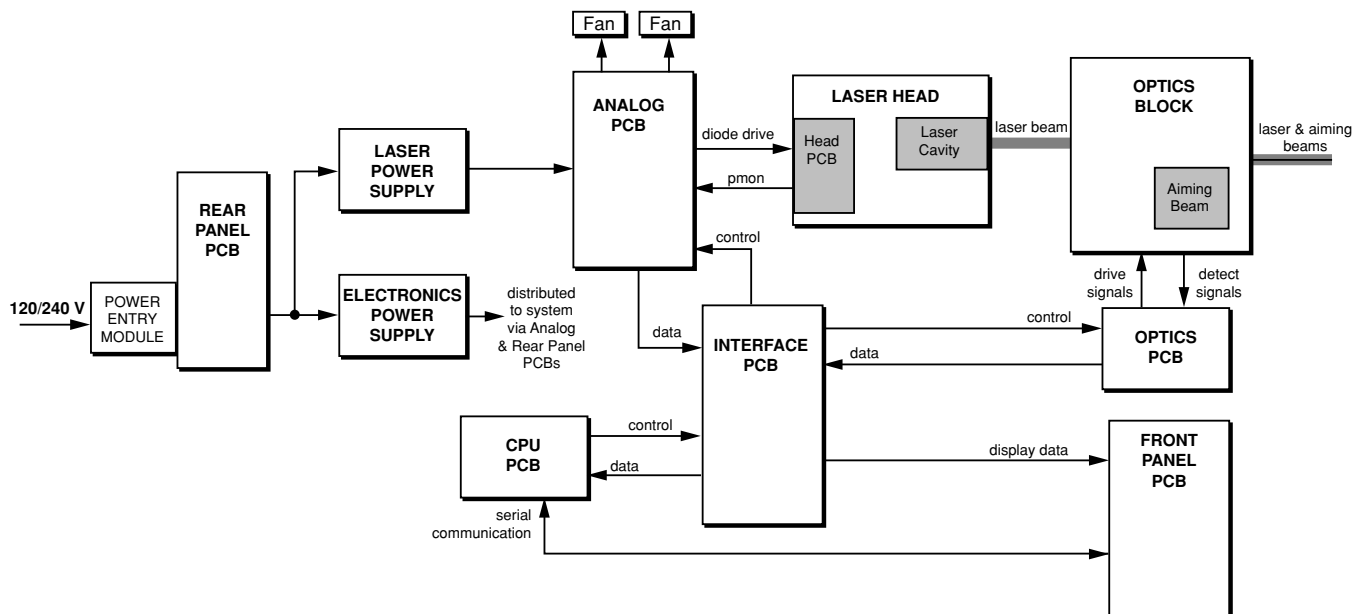 Fan
Fan
ANALOG
PCB
LASER HEAD
OPTICS
BLOCK
diode drive
Head
PCB
Laser
Cavity
laser beam
laser & aiming
beams
LASER
POWER
SUPPLY
pmon
Aiming
Beam
REAR
PANEL
PCB
control
drive
signals
detect
signals
120/240 V
POWER
ENTRY
MODULE
ELECTRONICS
POWER
SUPPLY
distributed
to system
via Analog
& Rear Panel
PCBs
data
INTERFACE
PCB
control
data
OPTICS
PCB
CPU
PCB
control
data
display data
FRONT
PANEL
PCB
serial
communication